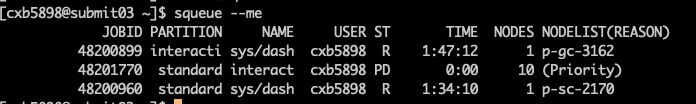 [cxb5898@submit03 ~]$ squeue --me
JOBID PARTITION NAME USER ST TIME NODES NODELIST(REASON)
48200899 interacti sys/dash cxb5898 R 1:47:12 1 p-gc-3162
48201770 standard interact cxb5898 PD 0:00 10 (Priority)
48200960 standard sys/dash cxb5898 R 1:34:10 1 p-sc-2170
[cxb5898@submit03 ~]$